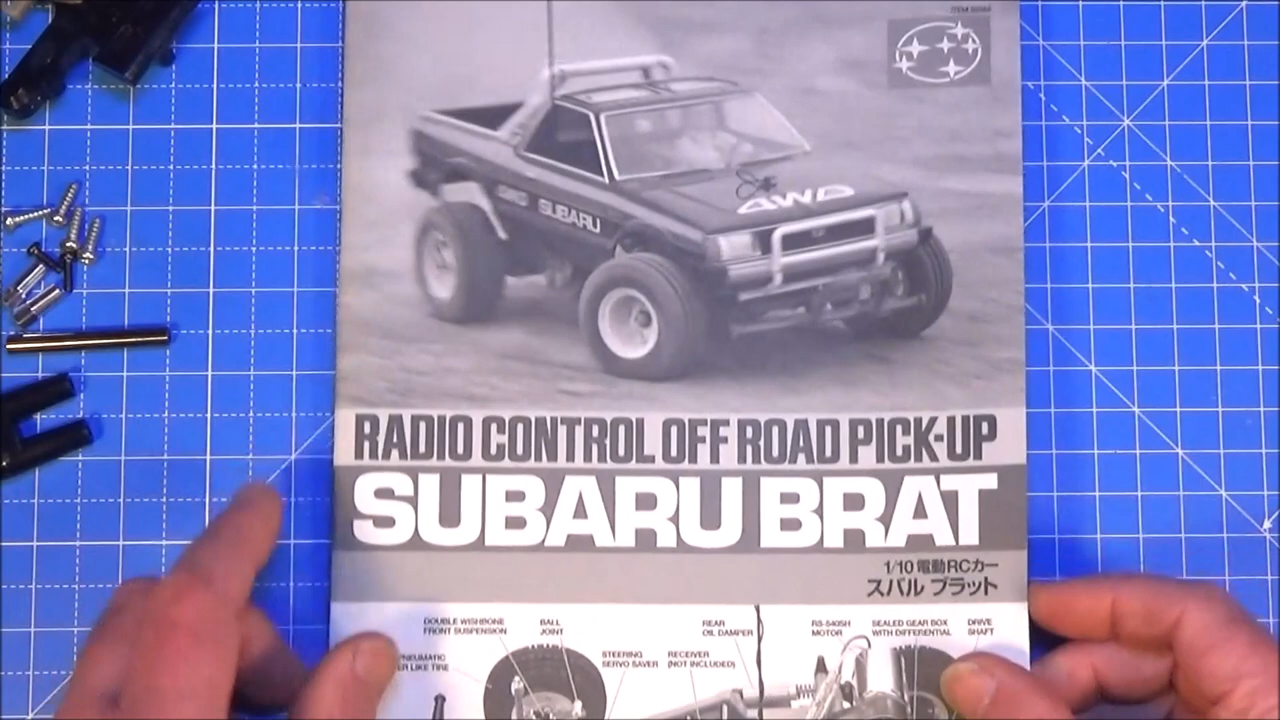 4WD
SUBARU
RADIO CONTROL OFF ROAD PICK-UP
SUBARU BRAT
1/10 電動RCカー
スバル ブラット
DOUBLE WISHBONE
FRONT SUSPENSION
BALL
JOINT
REAR
OIL DAMPER
RS-540SH
MOTOR
SEALED GEAR BOX
WITH DIFFERENTIAL
DRIVE
SHAFT
STEERING
SERVO SAVER
RECEIVER
(NOT INCLUDED)
LIKE TIRE